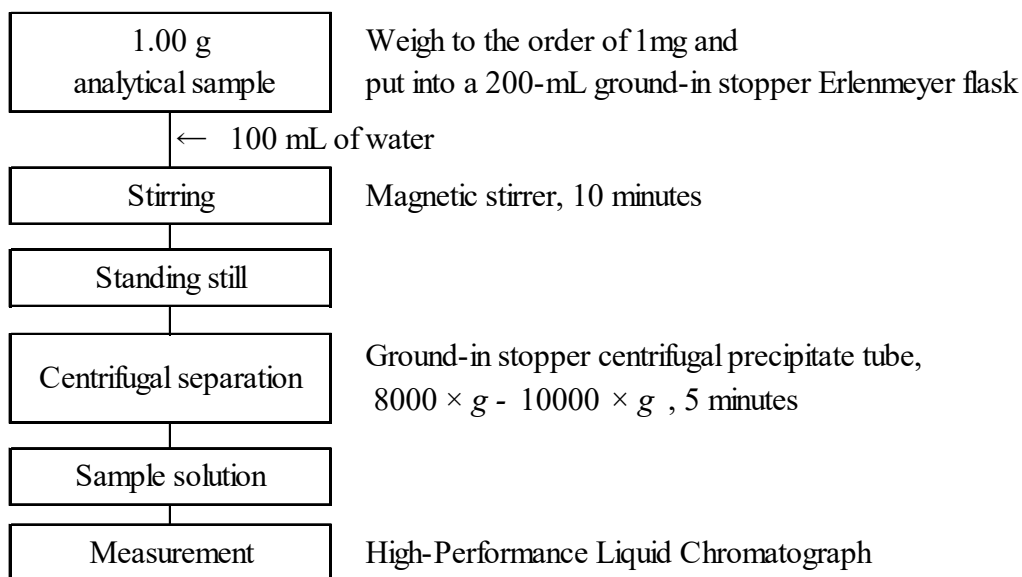 1.00 g
analytical sample
Weigh to the order of 1mg and
put into a 200-mL ground-in stopper Erlenmeyer flask
← 100 mL of water
Stirring
Magnetic stirrer, 10 minutes
Standing still
Centrifugal separation
Ground-in stopper centrifugal precipitate tube,
8000 × g - 10000 × g , 5 minutes
Sample solution
Measurement
High-Performance Liquid Chromatograph